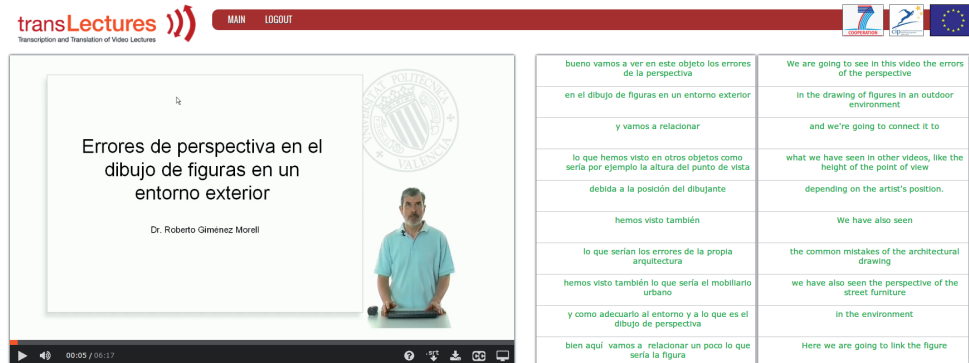 transLectures
Transcription and Translation of Video Lectures
MAIN LOGOUT
7
COOPERATION
cip
UNIVERSITAT POLITECNICA
VALENCIA
Errores de perspectiva en el
dibujo de figuras en un
entorno exterior
Dr. Roberto Giménez Morell
00:05 / 06:17
?
.srt
CC
bueno vamos a ver en este objeto los errores
de la perspectiva
We are going to see in this video the errors
of the perspective
en el dibujo de figuras en un entorno exterior
in the drawing of figures in an outdoor
environment
y vamos a relacionar
and we're going to connect it to
lo que hemos visto en otros objetos como
sería por ejemplo la altura del punto de vista
what we have seen in other videos, like the
height of the point of view
debida a la posición del dibujante
depending on the artist's position.
hemos visto también
We have also seen
lo que serían los errores de la propia
arquitectura
the common mistakes of the architectural
drawing
hemos visto también lo que sería el mobiliario
urbano
we have also seen the perspective of the
street furniture
y como adecuarlo al entorno y a lo que es el
dibujo de perspectiva
in the environment
bien aquí vamos a relacionar un poco lo que
sería la figura
Here we are going to link the figure